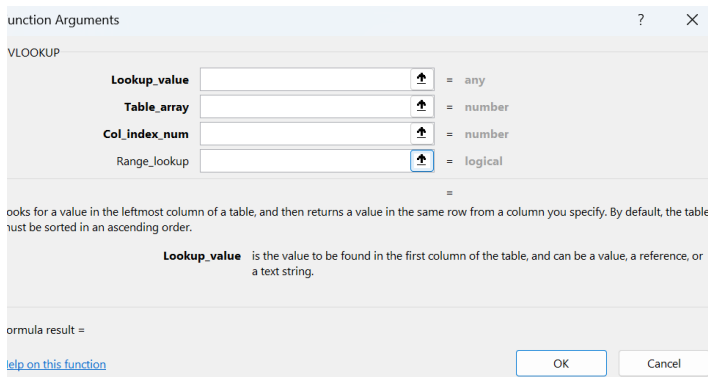 unction Arguments ? ×
VLOOKUP
Lookup_value = any
Table_array = number
Col_index_num = number
Range_lookup = logical
=
ooks for a value in the leftmost column of a table, and then returns a value in the same row from a column you specify. By default, the table
must be sorted in an ascending order.
Lookup_value is the value to be found in the first column of the table, and can be a value, a reference, or
a text string.
ormula result =
Help on this function OK Cancel